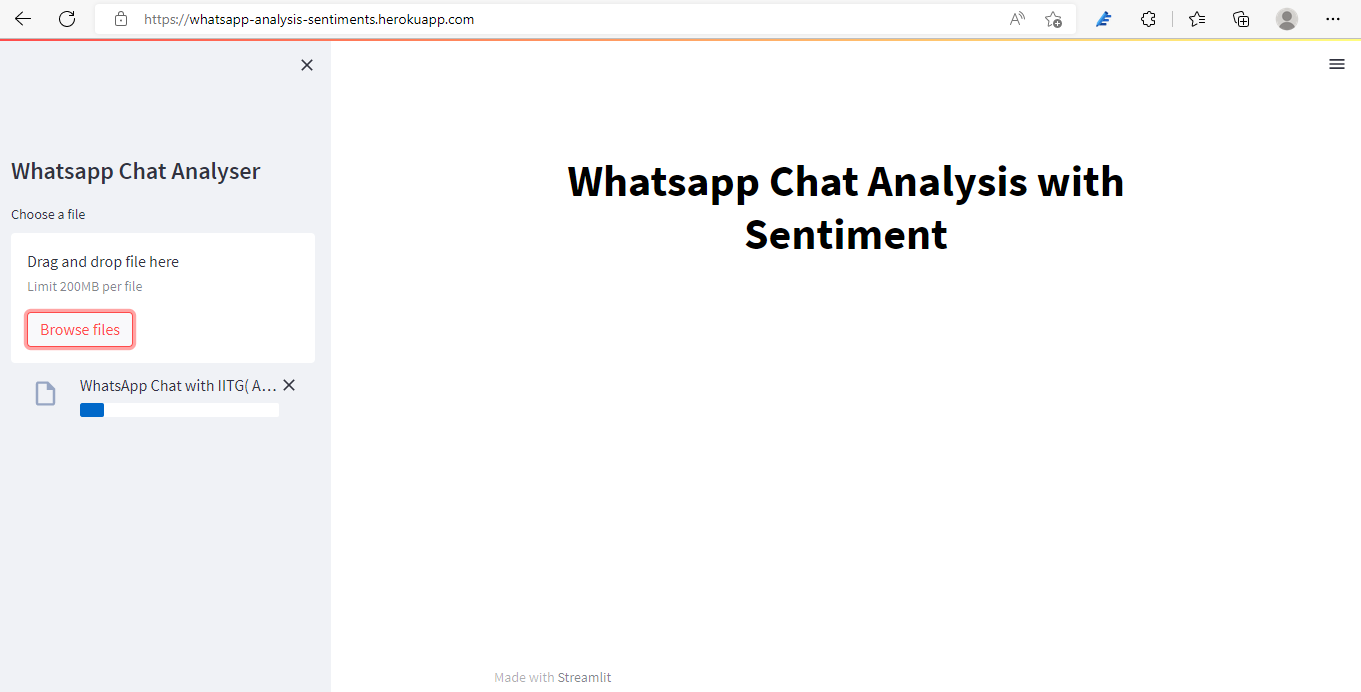 https://whatsapp-analysis-sentiments.herokuapp.com
Whatsapp Chat Analyser
Choose a file
Drag and drop file here
Limit 200MB per file
Browse files
WhatsApp Chat with IITG( A...
Whatsapp Chat Analysis with
Sentiment
Made with Streamlit